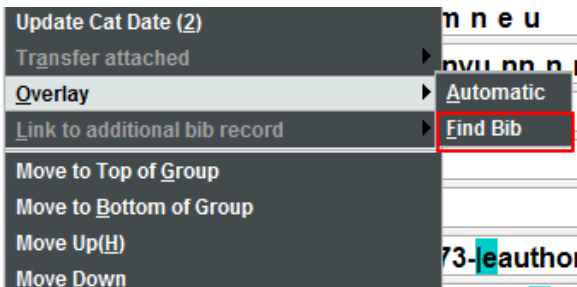 Update Cat Date (2)
m n e u
Transfer attached
nyu nn n
Overlay
Automatic
Link to additional bib record
Find Bib
Move to Top of Group
Move to Bottom of Group
Move Up(H)
73-|eauthor
Move Down